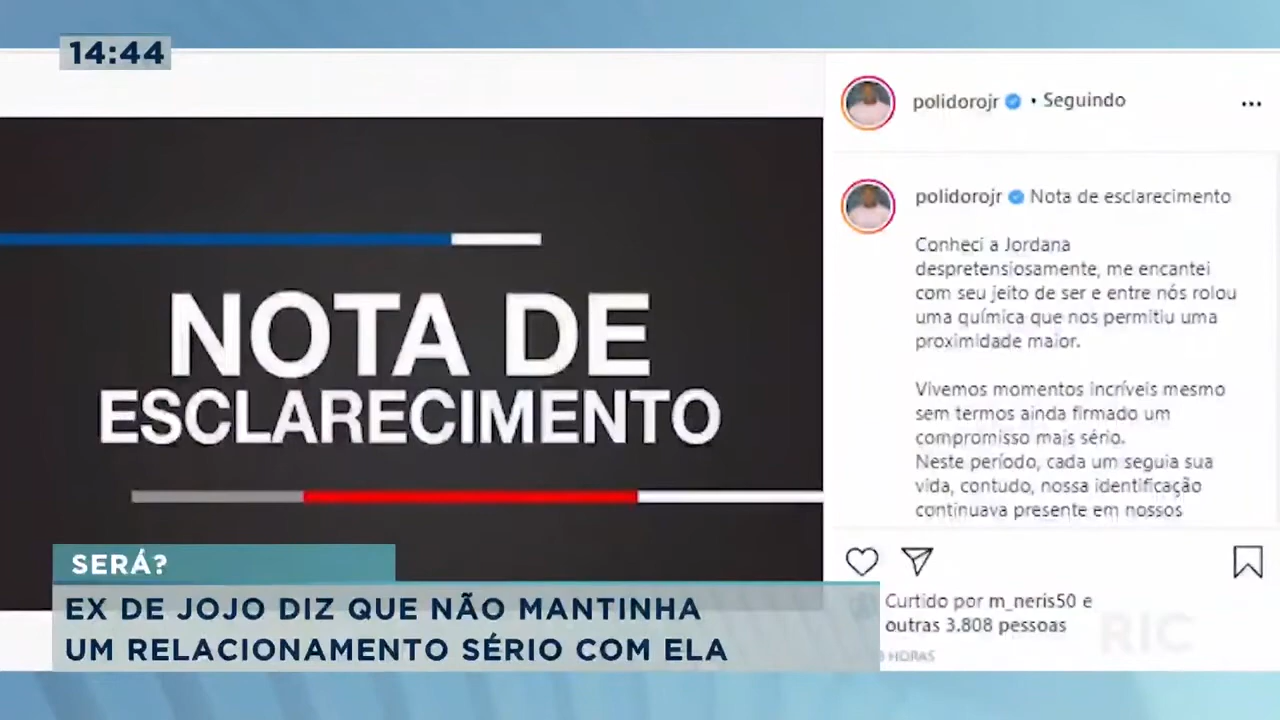 14:44
polidorojr • Seguindo
NOTA DE
ESCLARECIMENTO
polidorojr Nota de esclarecimento
Conheci a Jordana
despretensiosamente, me encantei
com seu jeito de ser e entre nós rolou
uma química que nos permitiu uma
proximidade maior.
Vivemos momentos incríveis mesmo
sem termos ainda firmado um
compromisso mais sério.
Neste período, cada um seguia sua
vida, contudo, nossa identificação
continuava presente em nossos
Curtido por m_neris50 e
outras 3.808 pessoas
HORAS
RIC
SERÁ?
EX DE JOJO DIZ QUE NÃO MANTINHA
UM RELACIONAMENTO SÉRIO COM ELA